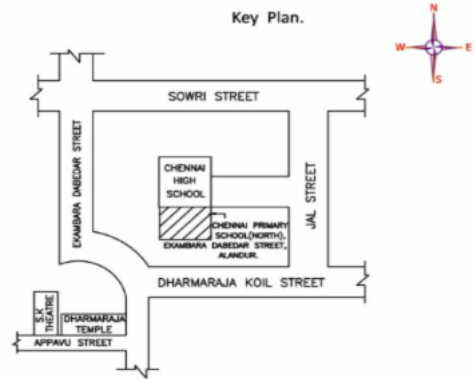 Key Plan.
N
W
E
S
SOWRI STREET
EKAMBARA DABEDAR STREET
CHENNAI
HIGH
SCHOOL
JAL STREET
CHENNAI PRIMARY
SCHOOL(NORTH),
EKAMBARA DABEDAR STREET,
ALANDUR.
DHARMARAJA KOIL STREET
S.K
THEATRE
DHARMARAJA
TEMPLE
APPAVU STREET